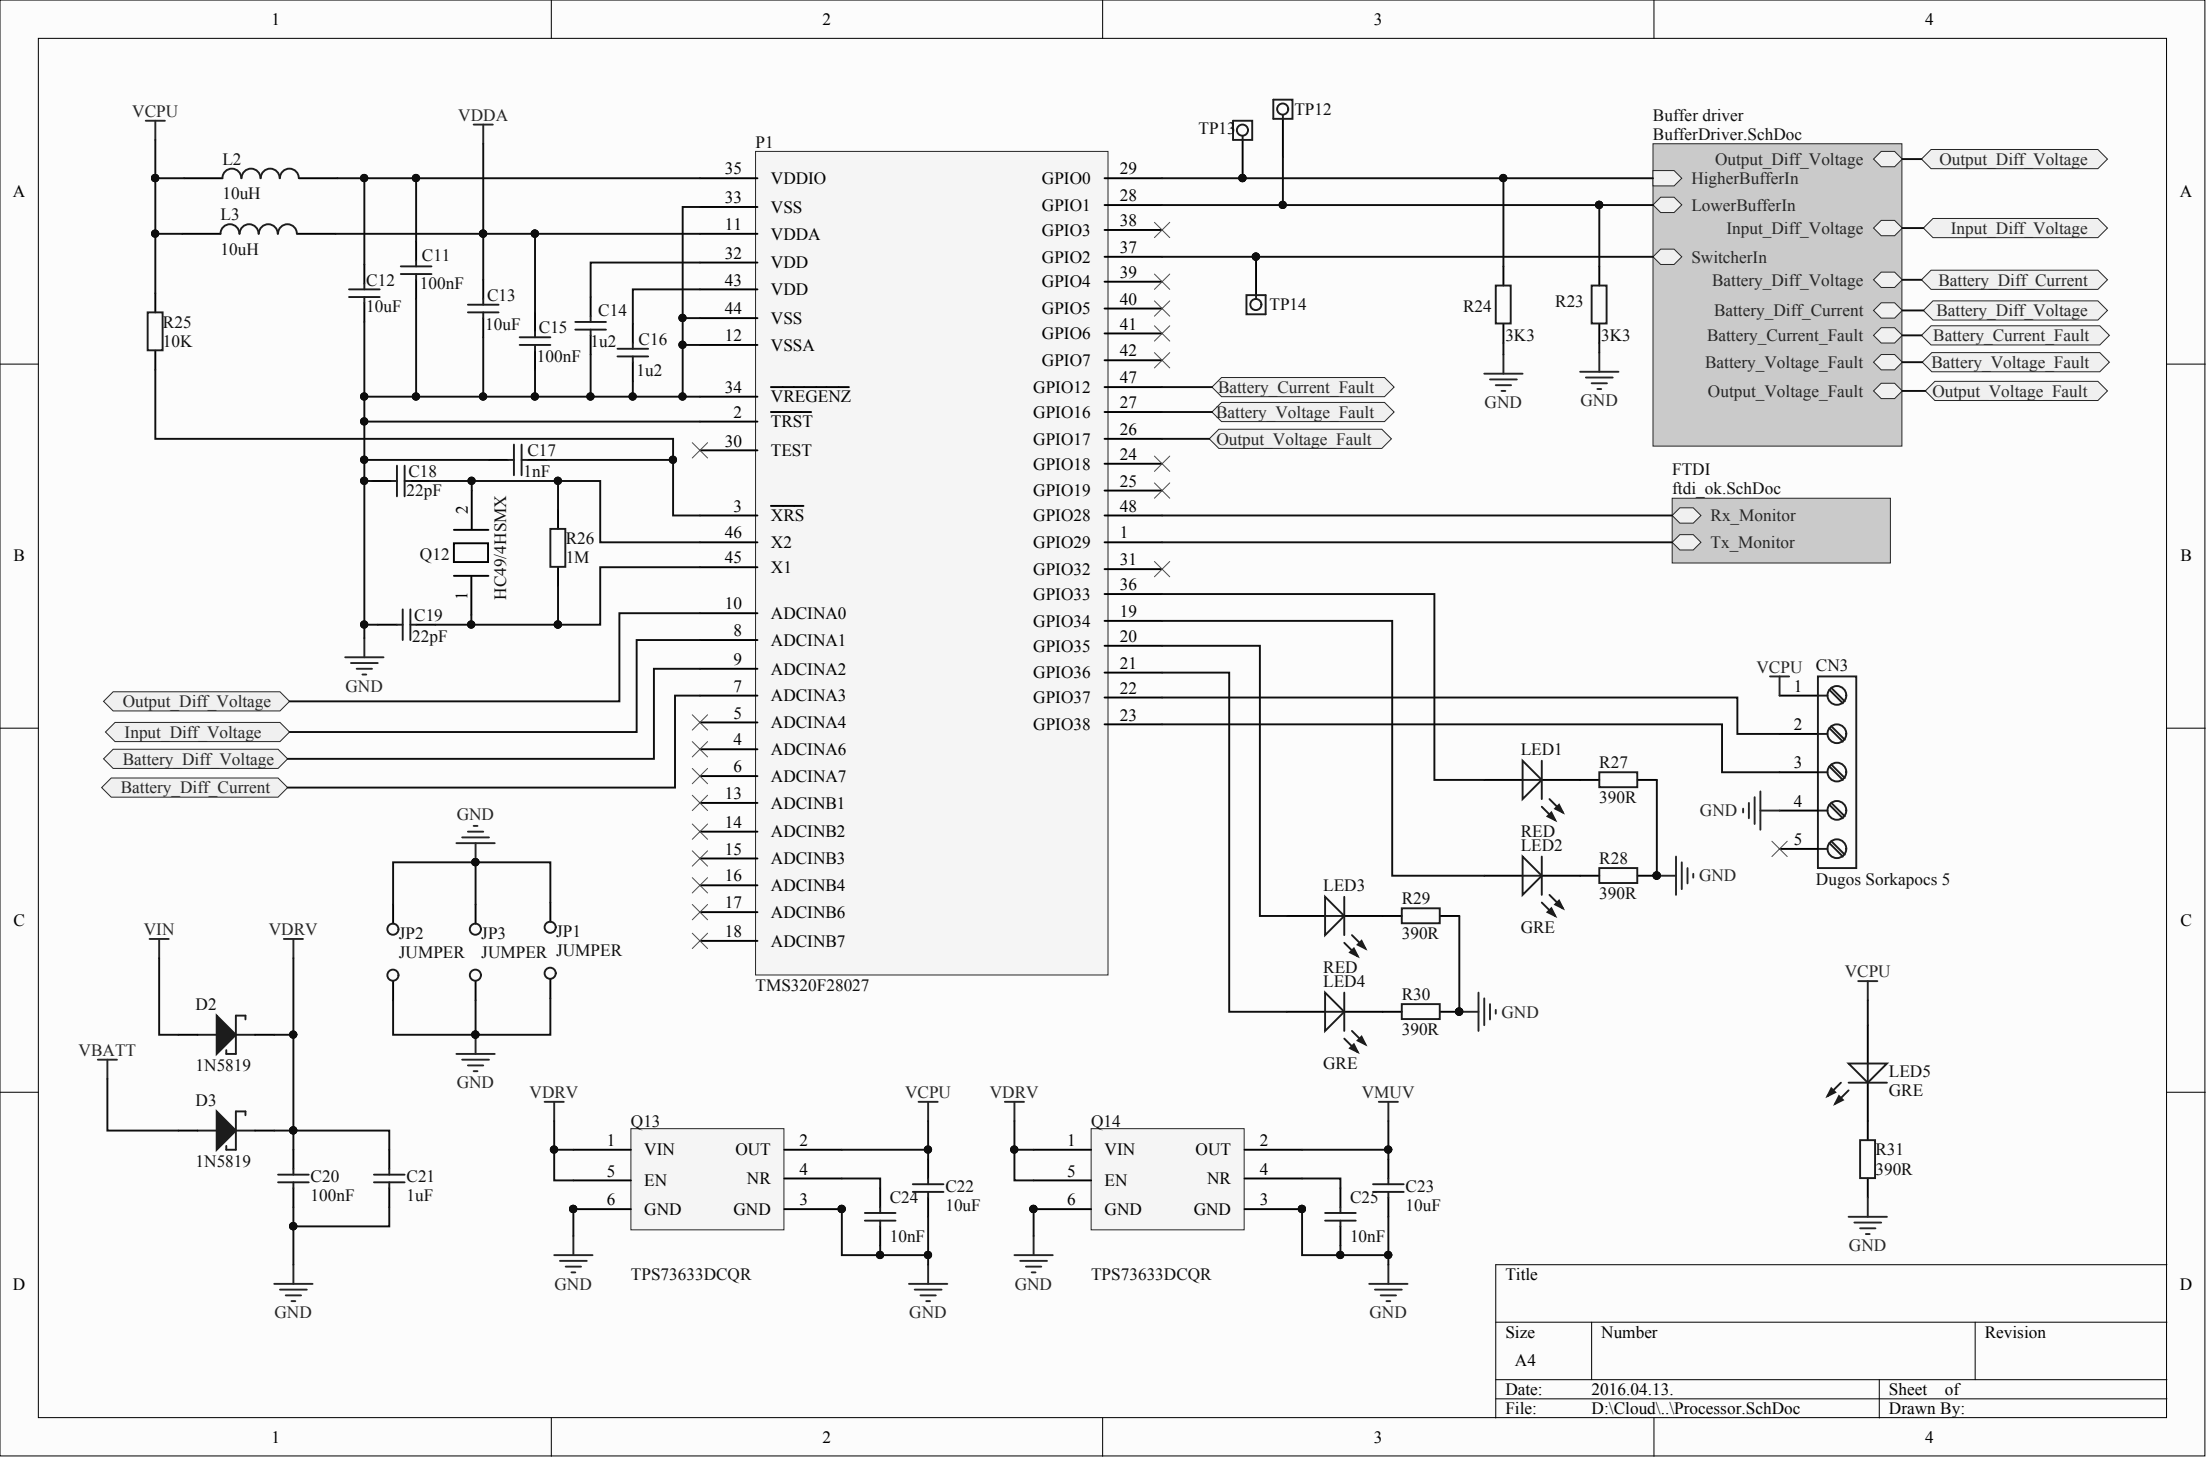 1
2
3
4
A
A
B
B
C
C
D
D
1
2
3
4
VCPU
VDDA
L2
10uH
L3
10uH
R25
10K
C12
10uF
C11
100nF
C13
10uF
C15
100nF
C14
1u2
C16
1u2
C17
1nF
C18
22pF
C19
22pF
Q12
HC49/4HSMX
2
1
R26
1M
GND
Output_Diff_Voltage
Input_Diff_Voltage
Battery_Diff_Voltage
Battery_Diff_Current
P1
35 VDDIO
33 VSS
11 VDDA
32 VDD
43 VDD
44 VSS
12 VSSA
34 VREGENZ
2 TRST
30 TEST
3 XRS
46 X2
45 X1
10 ADCINA0
8 ADCINA1
9 ADCINA2
7 ADCINA3
5 ADCINA4
4 ADCINA6
6 ADCINA7
13 ADCINB1
14 ADCINB2
15 ADCINB3
16 ADCINB4
17 ADCINB6
18 ADCINB7
TMS320F28027
GPIO0 29
GPIO1 28
GPIO3 38
GPIO2 37
GPIO4 39
GPIO5 40
GPIO6 41
GPIO7 42
GPIO12 47
GPIO16 27
GPIO17 26
GPIO18 24
GPIO19 25
GPIO28 48
GPIO29 1
GPIO32 31
GPIO33 36
GPIO34 19
GPIO35 20
GPIO36 21
GPIO37 22
GPIO38 23
TP13
TP12
TP14
Battery_Current_Fault
Battery_Voltage_Fault
Output_Voltage_Fault
R24
3K3
GND
R23
3K3
GND
Buffer driver
BufferDriver.SchDoc
Output_Diff_Voltage
HigherBufferIn
LowerBufferIn
Input_Diff_Voltage
SwitcherIn
Battery_Diff_Voltage
Battery_Diff_Current
Battery_Current_Fault
Battery_Voltage_Fault
Output_Voltage_Fault
Output_Diff_Voltage
Input_Diff_Voltage
Battery_Diff_Current
Battery_Diff_Voltage
Battery_Current_Fault
Battery_Voltage_Fault
Output_Voltage_Fault
FTDI
ftdi_ok.SchDoc
Rx_Monitor
Tx_Monitor
VCPU
CN3
1
2
3
GND 4
5
Dugos Sorkapocs 5
LED1
RED
R27
390R
LED2
GRE
R28
390R
GND
LED3
RED
R29
390R
LED4
GRE
R30
390R
GND
GND
JP2
JUMPER
JP3
JUMPER
JP1
JUMPER
GND
VIN
VDRV
D2
1N5819
VBATT
D3
1N5819
C20
100nF
C21
1uF
GND
VDRV
Q13
1 VIN
5 EN
6 GND
OUT 2
NR 4
GND 3
TPS73633DCQR
GND
VCPU
C24
10nF
C22
10uF
GND
VDRV
Q14
1 VIN
5 EN
6 GND
OUT 2
NR 4
GND 3
TPS73633DCQR
GND
VMUV
C25
10nF
C23
10uF
GND
VCPU
LED5
GRE
R31
390R
GND
Title
Size
A4
Number
Revision
Date: 2016.04.13.
Sheet of
File: D:\Cloud\..\Processor.SchDoc
Drawn By: